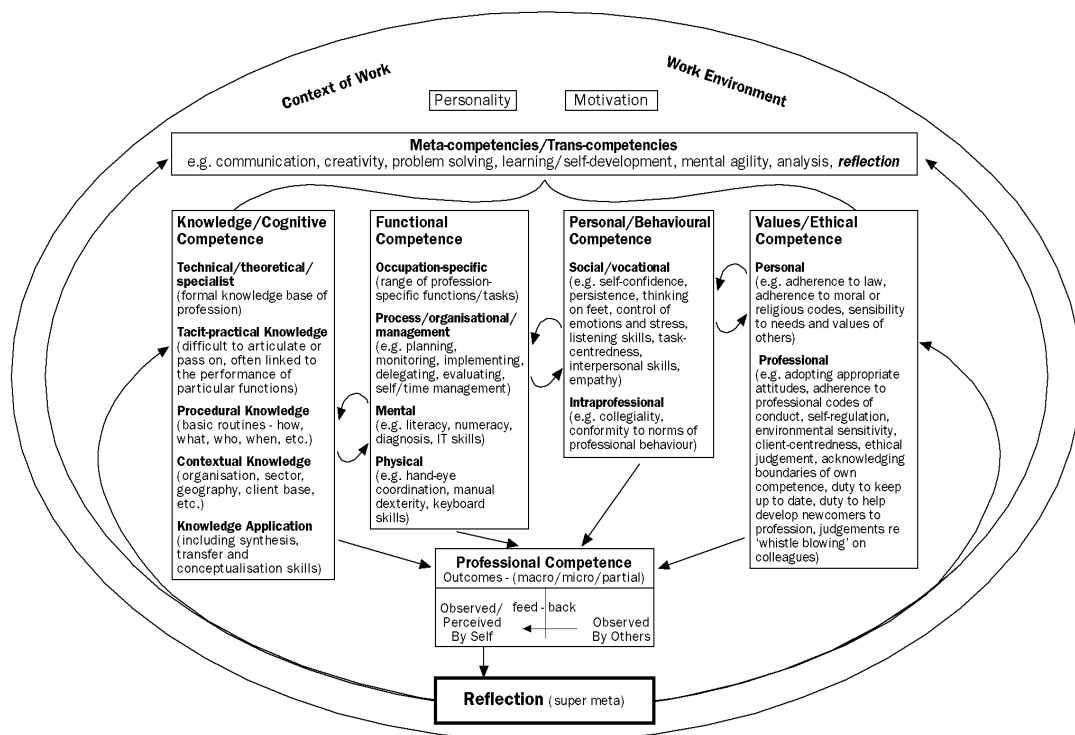 Context of Work
Work Environment
Personality
Motivation
Meta-competencies/Trans-competencies
e.g. communication, creativity, problem solving, learning/self-development, mental agility, analysis, reflection
Knowledge/Cognitive
Competence
Technical/theoretical/
specialist
(formal knowledge base of
profession)
Tacit-practical Knowledge
(difficult to articulate or
pass on, often linked to
the performance of
particular functions)
Procedural Knowledge
(basic routines - how,
what, who, when, etc.)
Contextual Knowledge
(organisation, sector,
geography, client base,
etc.)
Knowledge Application
(including synthesis,
transfer and
conceptualisation skills)
Functional
Competence
Occupation-specific
(range of profession-
specific functions/tasks)
Process/organisational/
management
(e.g. planning,
monitoring, implementing,
delegating, evaluating,
self/time management)
Mental
(e.g. literacy, numeracy,
diagnosis, IT skills)
Physical
(e.g. hand-eye
coordination, manual
dexterity, keyboard
skills)
Personal/Behavioural
Competence
Social/vocational
(e.g. self-confidence,
persistence, thinking
on feet, control of
emotions and stress,
listening skills, task-
centredness,
interpersonal skills,
empathy)
Intraprofessional
(e.g. collegiality,
conformity to norms of
professional behaviour)
Values/Ethical
Competence
Personal
(e.g. adherence to law,
adherence to moral or
religious codes, sensibility
to needs and values of
others)
Professional
(e.g. adopting appropriate
attitudes, adherence to
professional codes of
conduct, self-regulation,
environmental sensitivity,
client-centredness, ethical
judgement, acknowledging
boundaries of own
competence, duty to keep
up to date, duty to help
develop newcomers to
profession, judgements re
'whistle blowing' on
colleagues)
Professional Competence
Outcomes - (macro/micro/partial)
Observed/
Perceived
By Self
feed - back
Observed
By Others
Reflection (super meta)